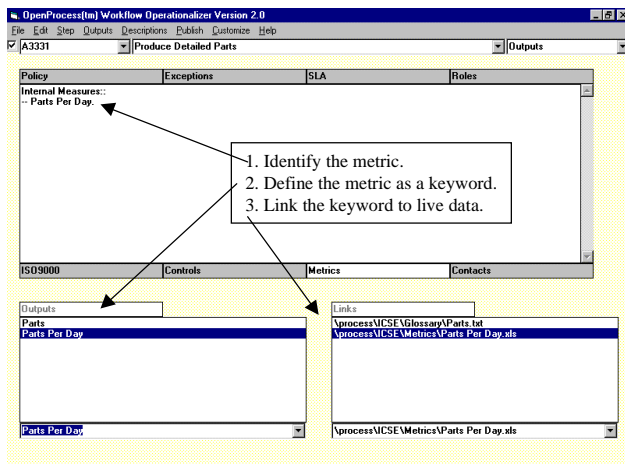 OpenProcess(tm) Workflow Operationalizer Version 2.0
File Edit Step Outputs Descriptions Publish Customize Help
A3331 Produce Detailed Parts Outputs
Policy Exceptions SLA Roles
Internal Measures::
-- Parts Per Day.
1. Identify the metric.
2. Define the metric as a keyword.
3. Link the keyword to live data.
ISO9000 Controls Metrics Contacts
Outputs Links
Parts \process\ICSE\Glossary\Parts.txt
Parts Per Day \process\ICSE\Metrics\Parts Per Day.xls
Parts Per Day \process\ICSE\Metrics\Parts Per Day.xls